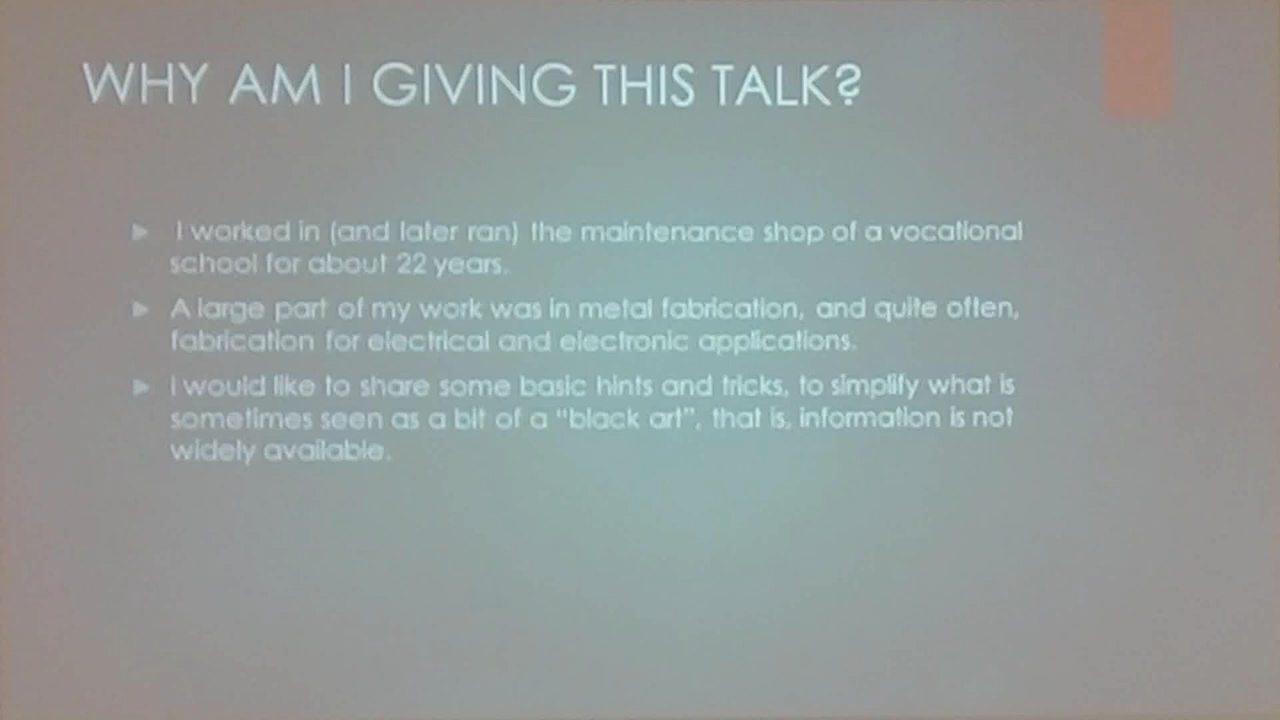 WHY AM I GIVING THIS TALK?
I worked in (and later ran) the maintenance shop of a vocational
school for about 22 years.
A large part of my work was in metal fabrication, and quite often,
fabrication for electrical and electronic applications.
I would like to share some basic hints and tricks, to simplify what is
sometimes seen as a bit of a "black art", that is, information is not
widely available.